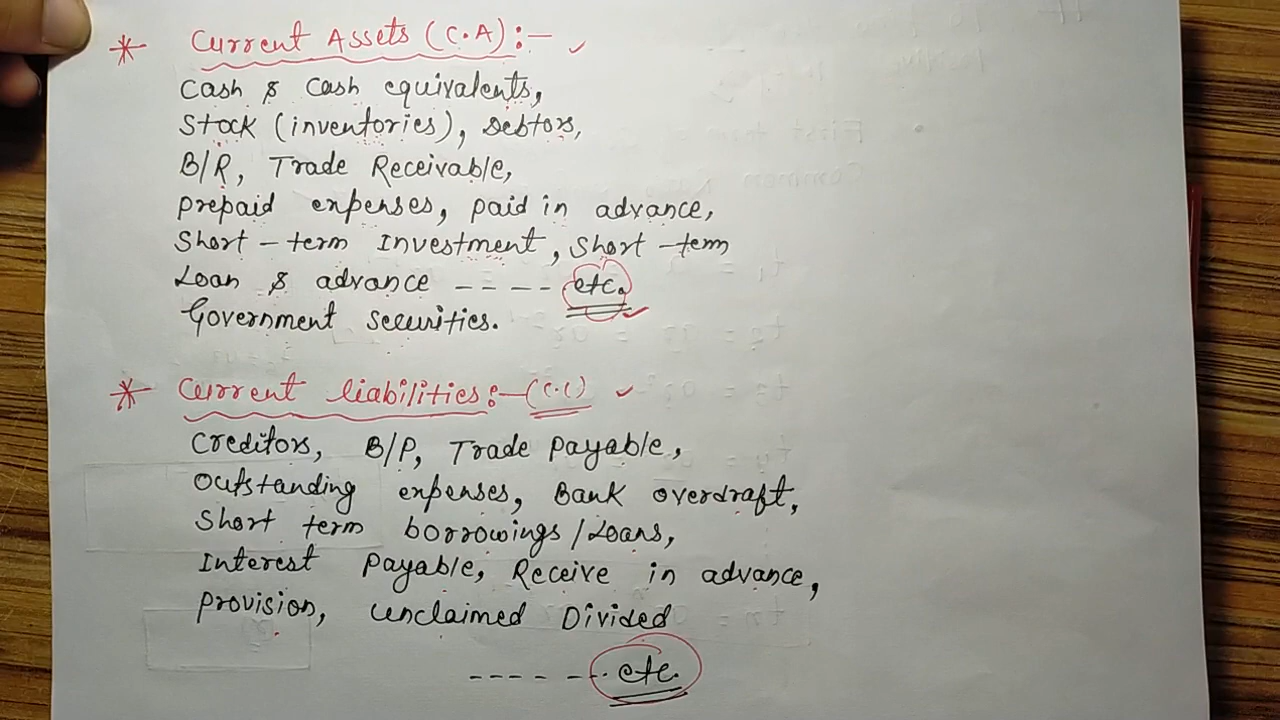 * Current Assets (C.A) :-
Cash & Cash equivalents,
Stock (inventories), Debtors,
B/R, Trade Receivable,
Prepaid expenses, paid in advance,
Short-term Investment, Short-term
Loan & advance ---- etc.
Government Securities.
* Current liabilities :- (C.L)
Creditors, B/P, Trade Payable,
Outstanding expenses, Bank overdraft,
Short term borrowings/Loans,
Interest Payable, Receive in advance,
Provision, Unclaimed Divided
------ etc.